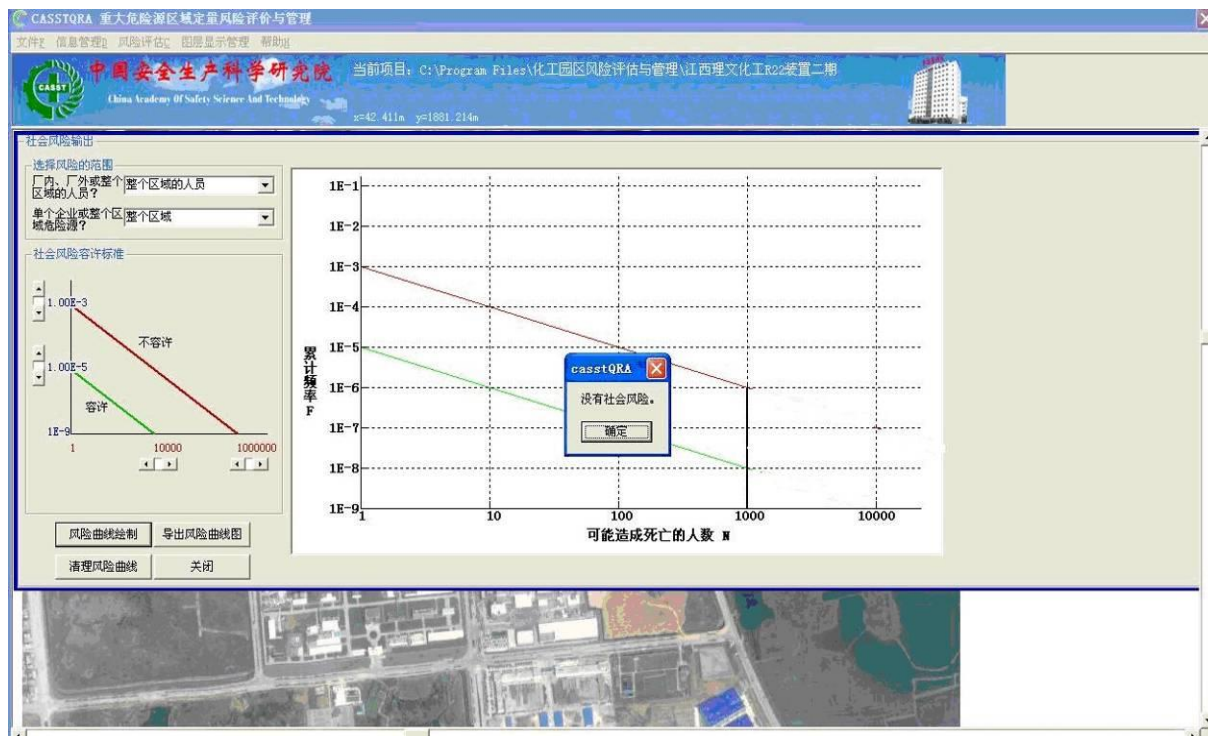 CASSTQRA 重大危险源区域定量风险评价与管理
文件F 信息管理D 风险评估C 图层显示管理 帮助H
中国安全生产科学研究院
China Academy Of Safety Science And Technology
CASST
当前项目: C:\Program Files\化工园区风险评估与管理\江西理文化工R22装置二期
x=42.411m y=1881.214m
社会风险输出
选择风险的范围
厂内、厂外或整个区域的人员?
整个区域的人员
单个企业或整个区域危险源?
整个区域
社会风险容许标准
1.00E-3
不容许
1.00E-5
容许
1E-9
1 10000 1000000
风险曲线绘制 导出风险曲线图
清理风险曲线 关闭
1E-1
1E-2
1E-3
1E-4
1E-5
1E-6
1E-7
1E-8
1E-9
累计频率 F
1 10 100 1000 10000
可能造成死亡的人数 N
casstQRA
没有社会风险。
确定